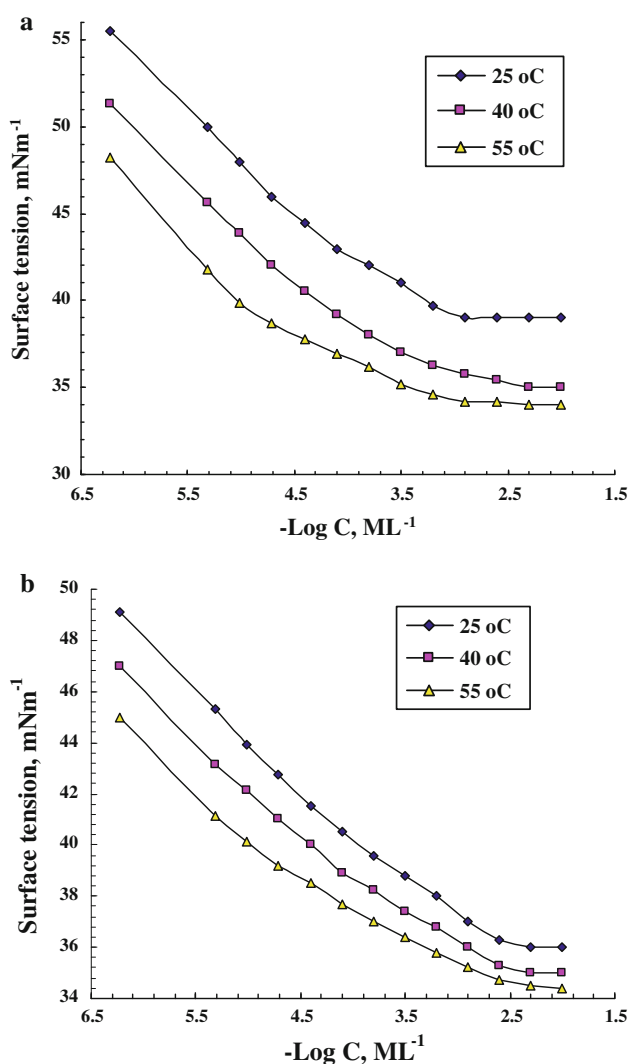 a
55
50
45
40
35
30
Surface tension, mNm⁻¹
25 oC
40 oC
55 oC
6.5 5.5 4.5 3.5 2.5 1.5
-Log C, ML⁻¹
b
50
48
46
44
42
40
38
36
34
Surface tension, mNm⁻¹
25 oC
40 oC
55 oC
6.5 5.5 4.5 3.5 2.5 1.5
-Log C, ML⁻¹